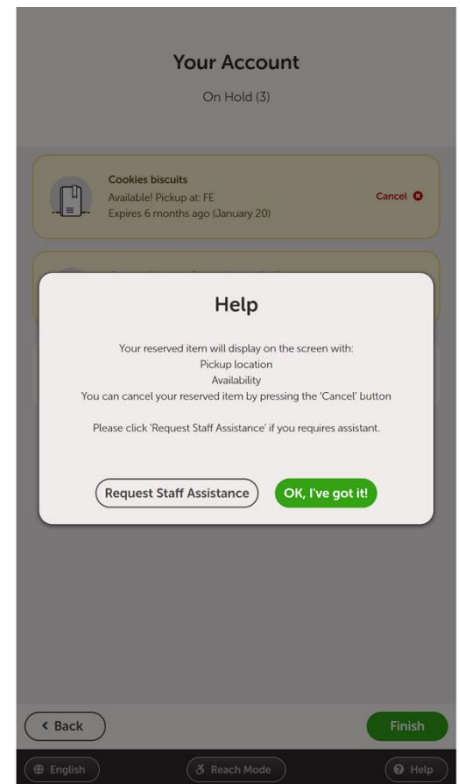 Your Account
On Hold (3)
Cookies biscuits
Available! Pickup at: FE
Cancel
Expires 6 months ago (January 20)
Help
Your reserved item will display on the screen with:
Pickup location
Availability
You can cancel your reserved item by pressing the 'Cancel' button
Please click 'Request Staff Assistance' if you requires assistant.
Request Staff Assistance
OK, I've got it!
Back
Finish
English
Reach Mode
Help